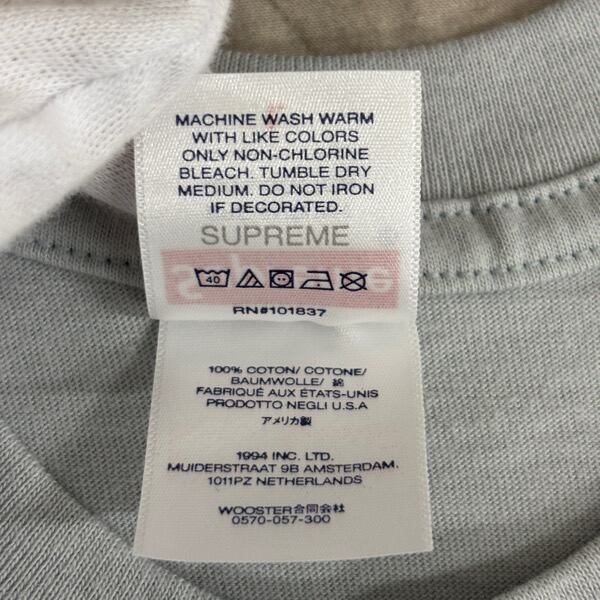 MACHINE WASH WARM
WITH LIKE COLORS
ONLY NON-CHLORINE
BLEACH. TUMBLE DRY
MEDIUM. DO NOT IRON
IF DECORATED.
SUPREME
40
RN#101837
100% COTON/ COTONE/
BAUMWOLLE/ 綿
FABRIQUÉ AUX ÉTATS-UNIS
PRODOTTO NEGLI U.S.A
アメリカ製
1994 INC. LTD.
MUIDERSTRAAT 9B AMSTERDAM.
1011PZ NETHERLANDS
WOOSTER合同会社
0570-057-300